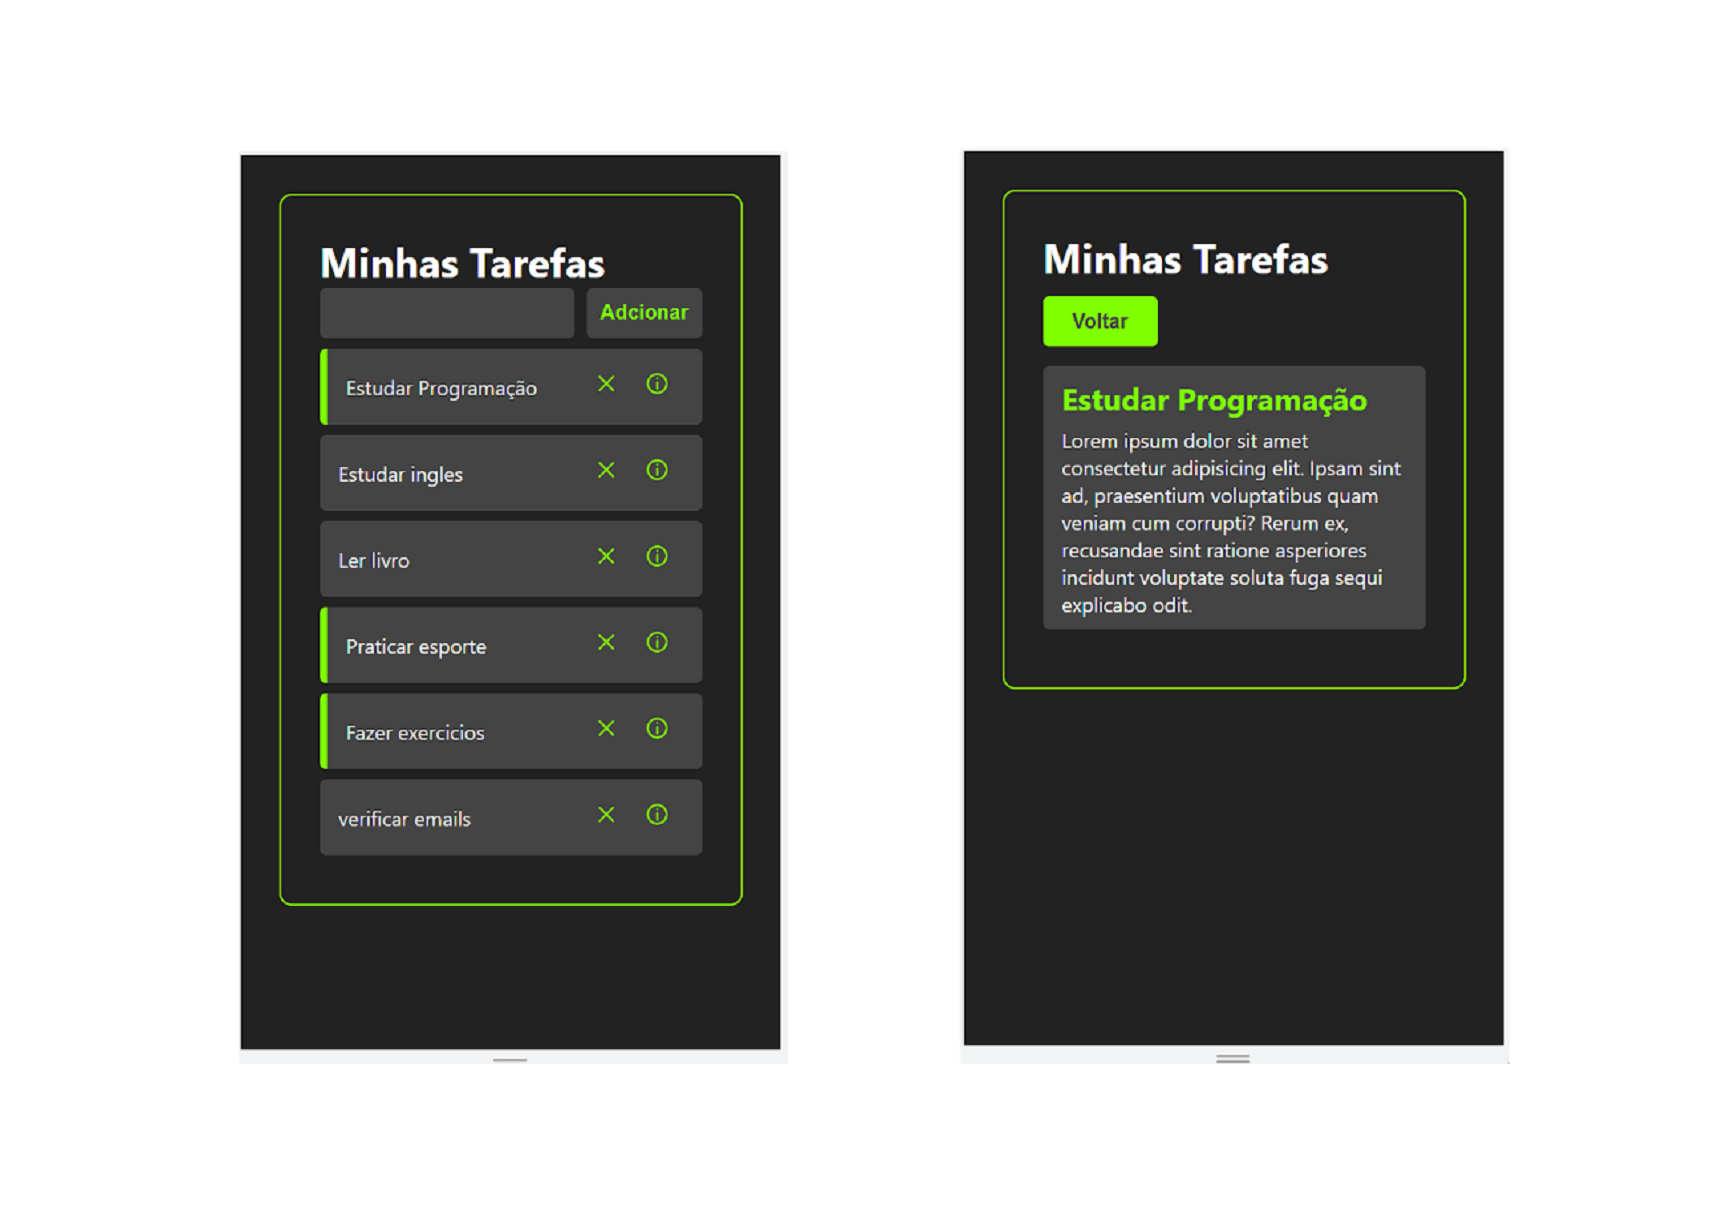 Minhas Tarefas
Adcionar
Estudar Programação
Estudar ingles
Ler livro
Praticar esporte
Fazer exercicios
verificar emails
Minhas Tarefas
Voltar
Estudar Programação
Lorem ipsum dolor sit amet
consectetur adipisicing elit. Ipsam sint
ad, praesentium voluptatibus quam
veniam cum corrupti? Rerum ex,
recusandae sint ratione asperiores
incidunt voluptate soluta fuga sequi
explicabo odit.